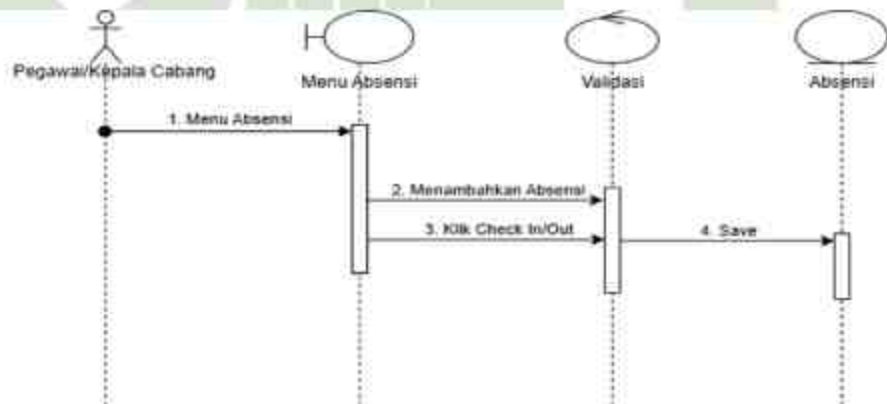 Pegawai/Kepala Cabang
Menu Absensi
Validasi
Absensi
1. Menu Absensi
2. Menambahkan Absensi
3. Klik Check In/Out
4. Save